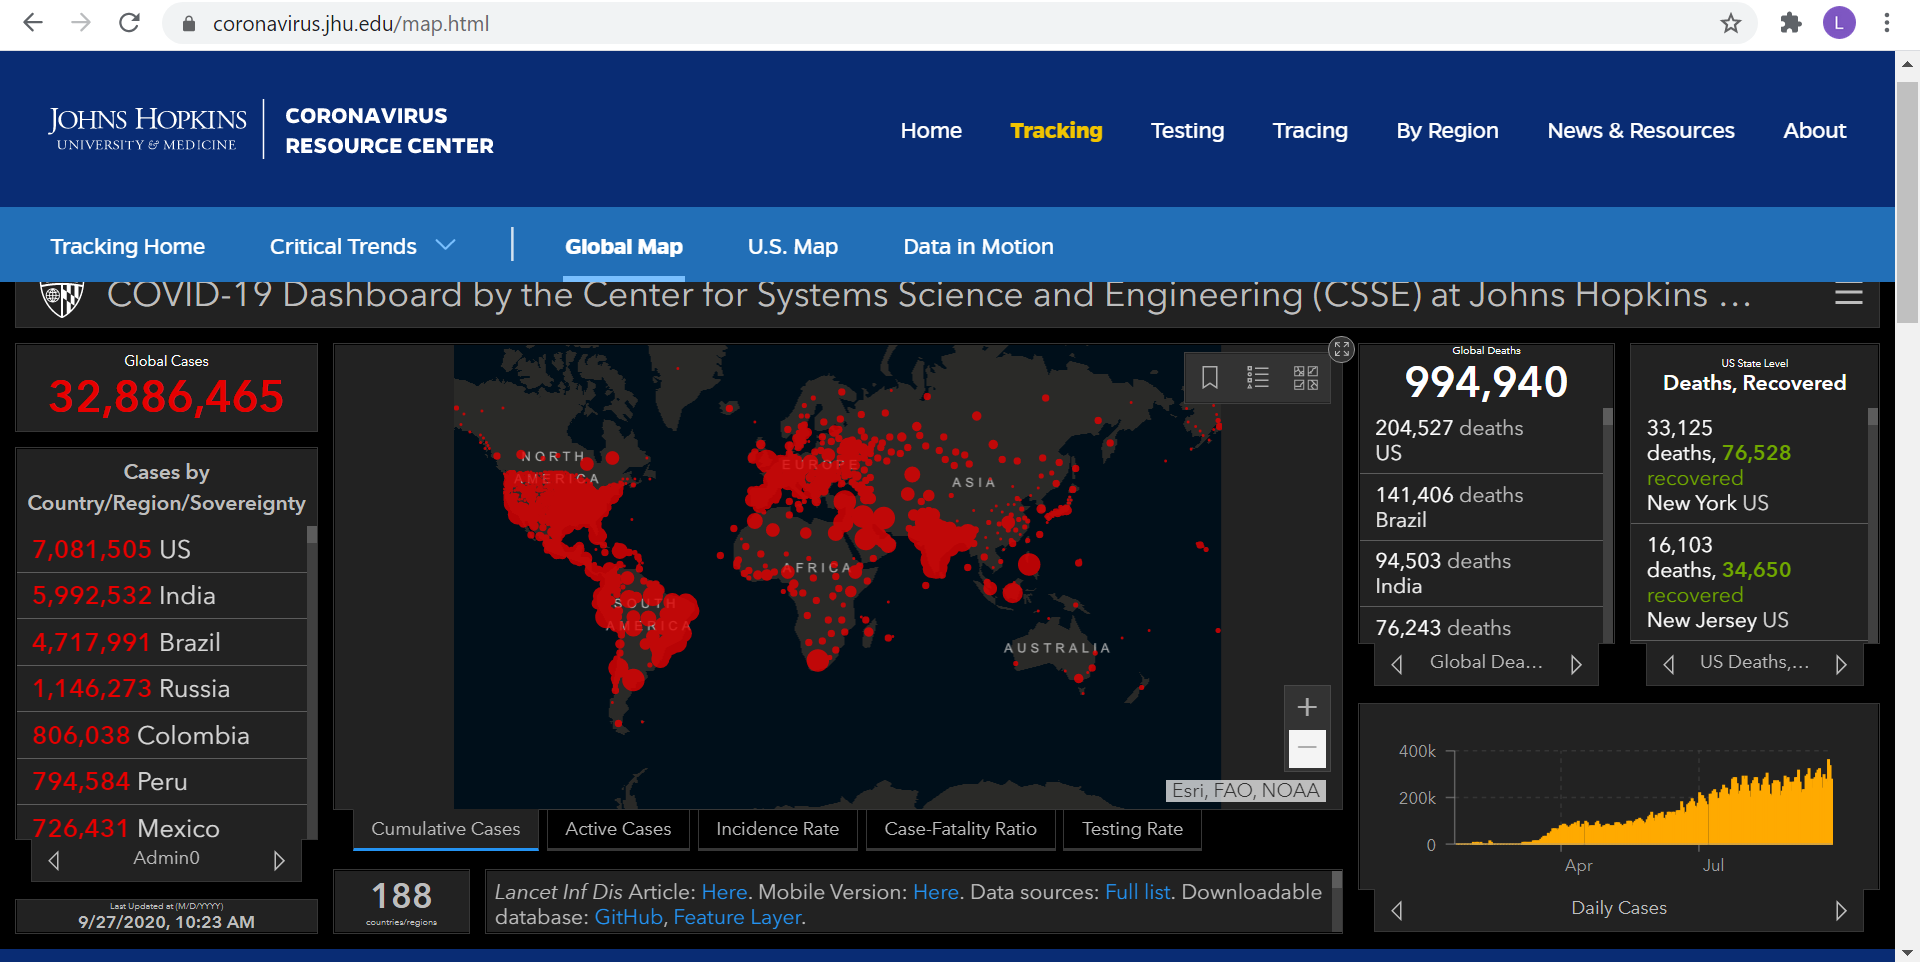 coronavirus.jhu.edu/map.html
L
JOHNS HOPKINS
UNIVERSITY & MEDICINE
CORONAVIRUS
RESOURCE CENTER
Home
Tracking
Testing
Tracing
By Region
News & Resources
About
Tracking Home
Critical Trends
Global Map
U.S. Map
Data in Motion
COVID-19 Dashboard by the Center for Systems Science and Engineering (CSSE) at Johns Hopkins ...
Global Cases
32,886,465
Cases by
Country/Region/Sovereignty
7,081,505 US
5,992,532 India
4,717,991 Brazil
1,146,273 Russia
806,038 Colombia
794,584 Peru
726,431 Mexico
Admin0
Last Updated at (M/D/YYYY)
9/27/2020, 10:23 AM
NORTH
AMERICA
EUROPE
ASIA
AFRICA
SOUTH
AMERICA
AUSTRALIA
Esri, FAO, NOAA
Cumulative Cases
Active Cases
Incidence Rate
Case-Fatality Ratio
Testing Rate
188
countries/regions
Lancet Inf Dis Article: Here. Mobile Version: Here. Data sources: Full list. Downloadable
database: GitHub, Feature Layer.
Global Deaths
994,940
204,527 deaths
US
141,406 deaths
Brazil
94,503 deaths
India
76,243 deaths
Global Dea...
US State Level
Deaths, Recovered
33,125
deaths, 76,528
recovered
New York US
16,103
deaths, 34,650
recovered
New Jersey US
US Deaths,...
400k
200k
0
Apr
Jul
Daily Cases